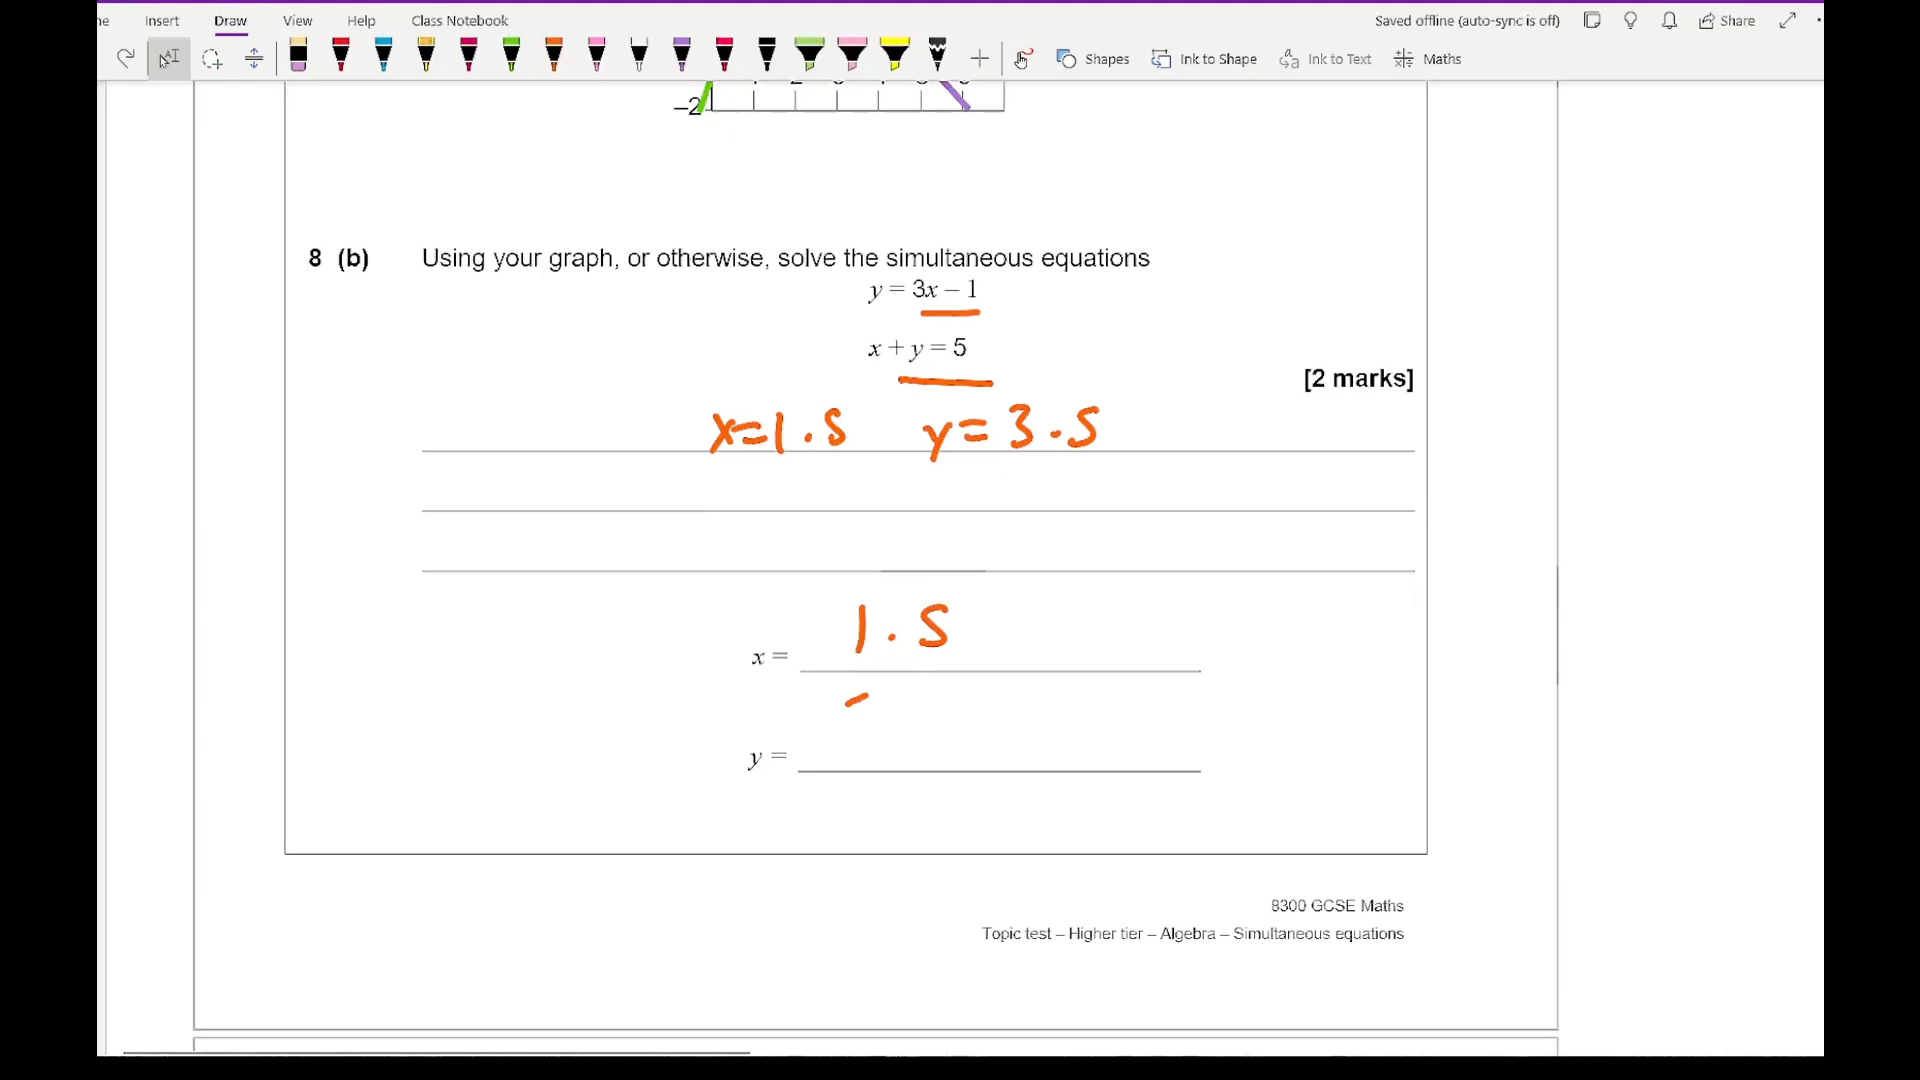 Insert Draw View Help Class Notebook Saved offline (auto-sync is off) Share
Shapes Ink to Shape Ink to Text Maths
–2
8 (b) Using your graph, or otherwise, solve the simultaneous equations
y = 3x – 1
x + y = 5
[2 marks]
x=1.5 y=3.5
1.5
x =
y =
8300 GCSE Maths
Topic test – Higher tier – Algebra – Simultaneous equations